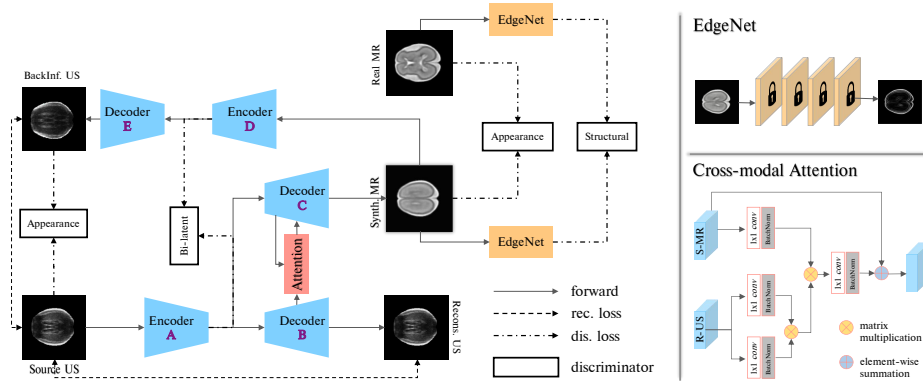 BackInf. US
Decoder
E
Encoder
D
Real MR
EdgeNet
Appearance
Structural
Appearance
Bi-latent
Decoder
C
Synth. MR
EdgeNet
Attention
Encoder
A
Decoder
B
Recons. US
Source US
forward
rec. loss
dis. loss
discriminator
EdgeNet
Cross-modal Attention
S-MR
1x1 conv
BatchNorm
1x1 conv
BatchNorm
R-US
1x1 conv
BatchNorm
1x1 conv
BatchNorm
matrix
multiplication
element-wise
summation